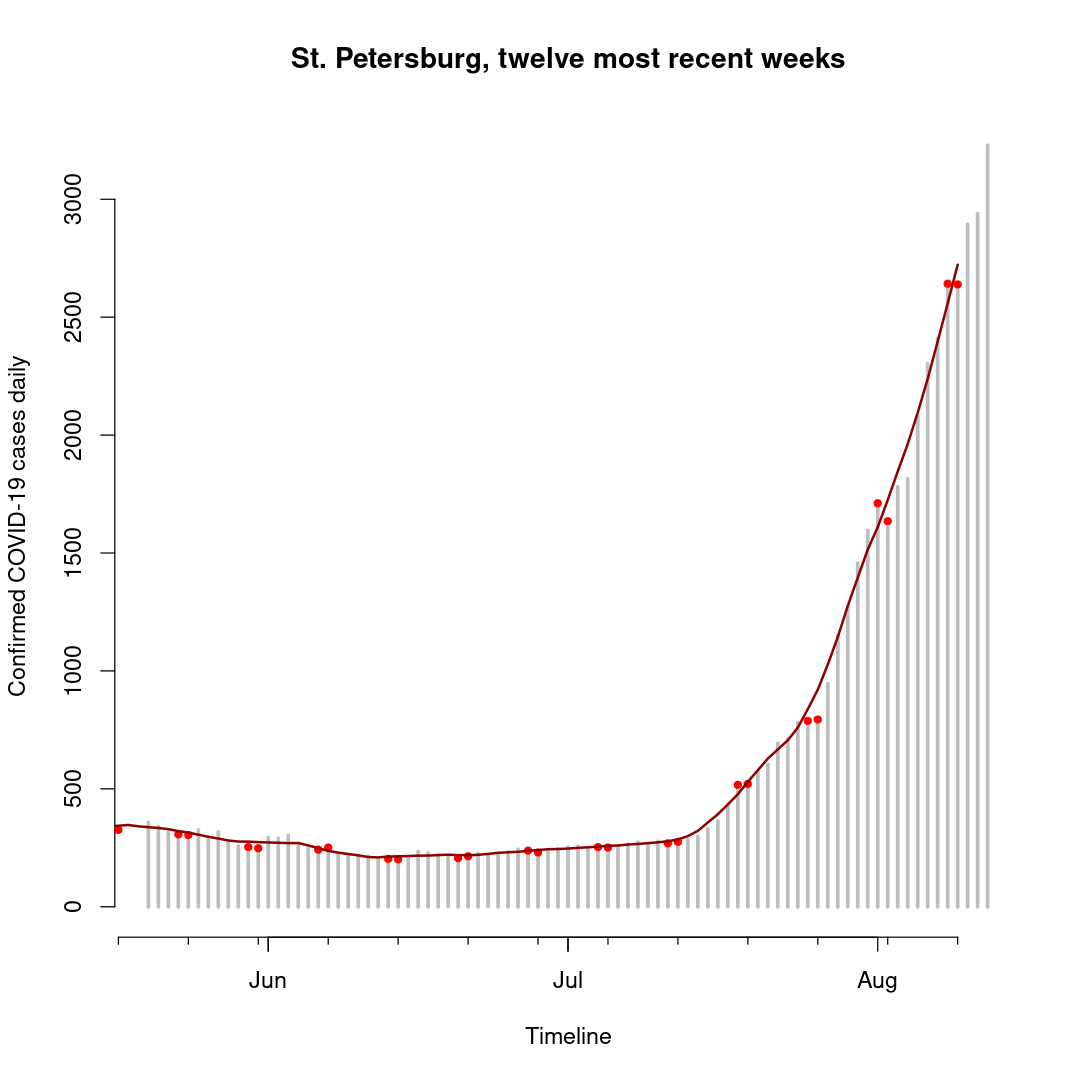 St. Petersburg, twelve most recent weeks
Confirmed COVID-19 cases daily
3000
2500
2000
1500
1000
500
0
Jun Jul Aug
Timeline